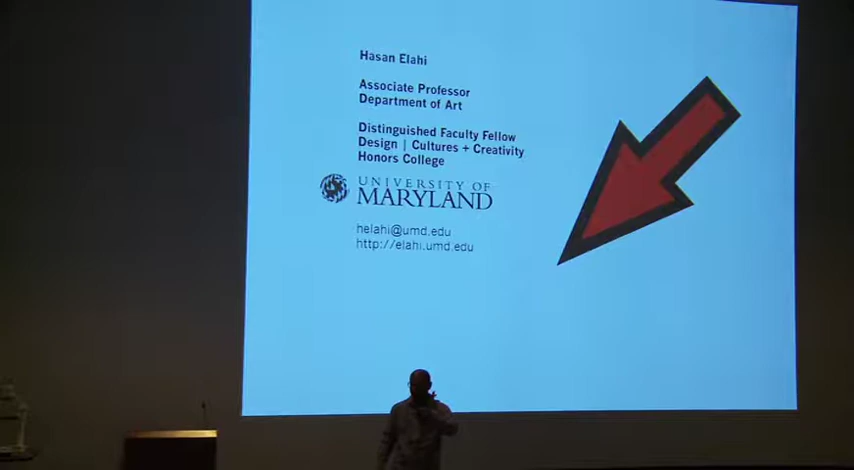 Hasan Elahi
Associate Professor
Department of Art
Distinguished Faculty Fellow
Design | Cultures + Creativity
Honors College
UNIVERSITY OF
MARYLAND
helahi@umd.edu
http://elahi.umd.edu